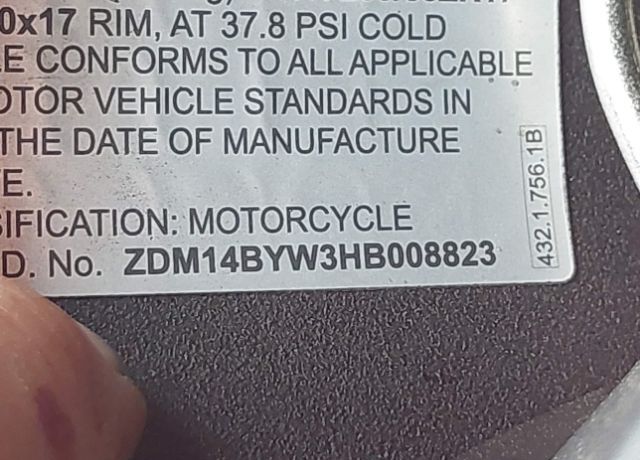 0x17 RIM, AT 37.8 PSI COLD
E CONFORMS TO ALL APPLICABLE
OTOR VEHICLE STANDARDS IN
THE DATE OF MANUFACTURE
E.
SIFICATION: MOTORCYCLE
D. No. ZDM14BYW3HB008823
432.1.756.1B